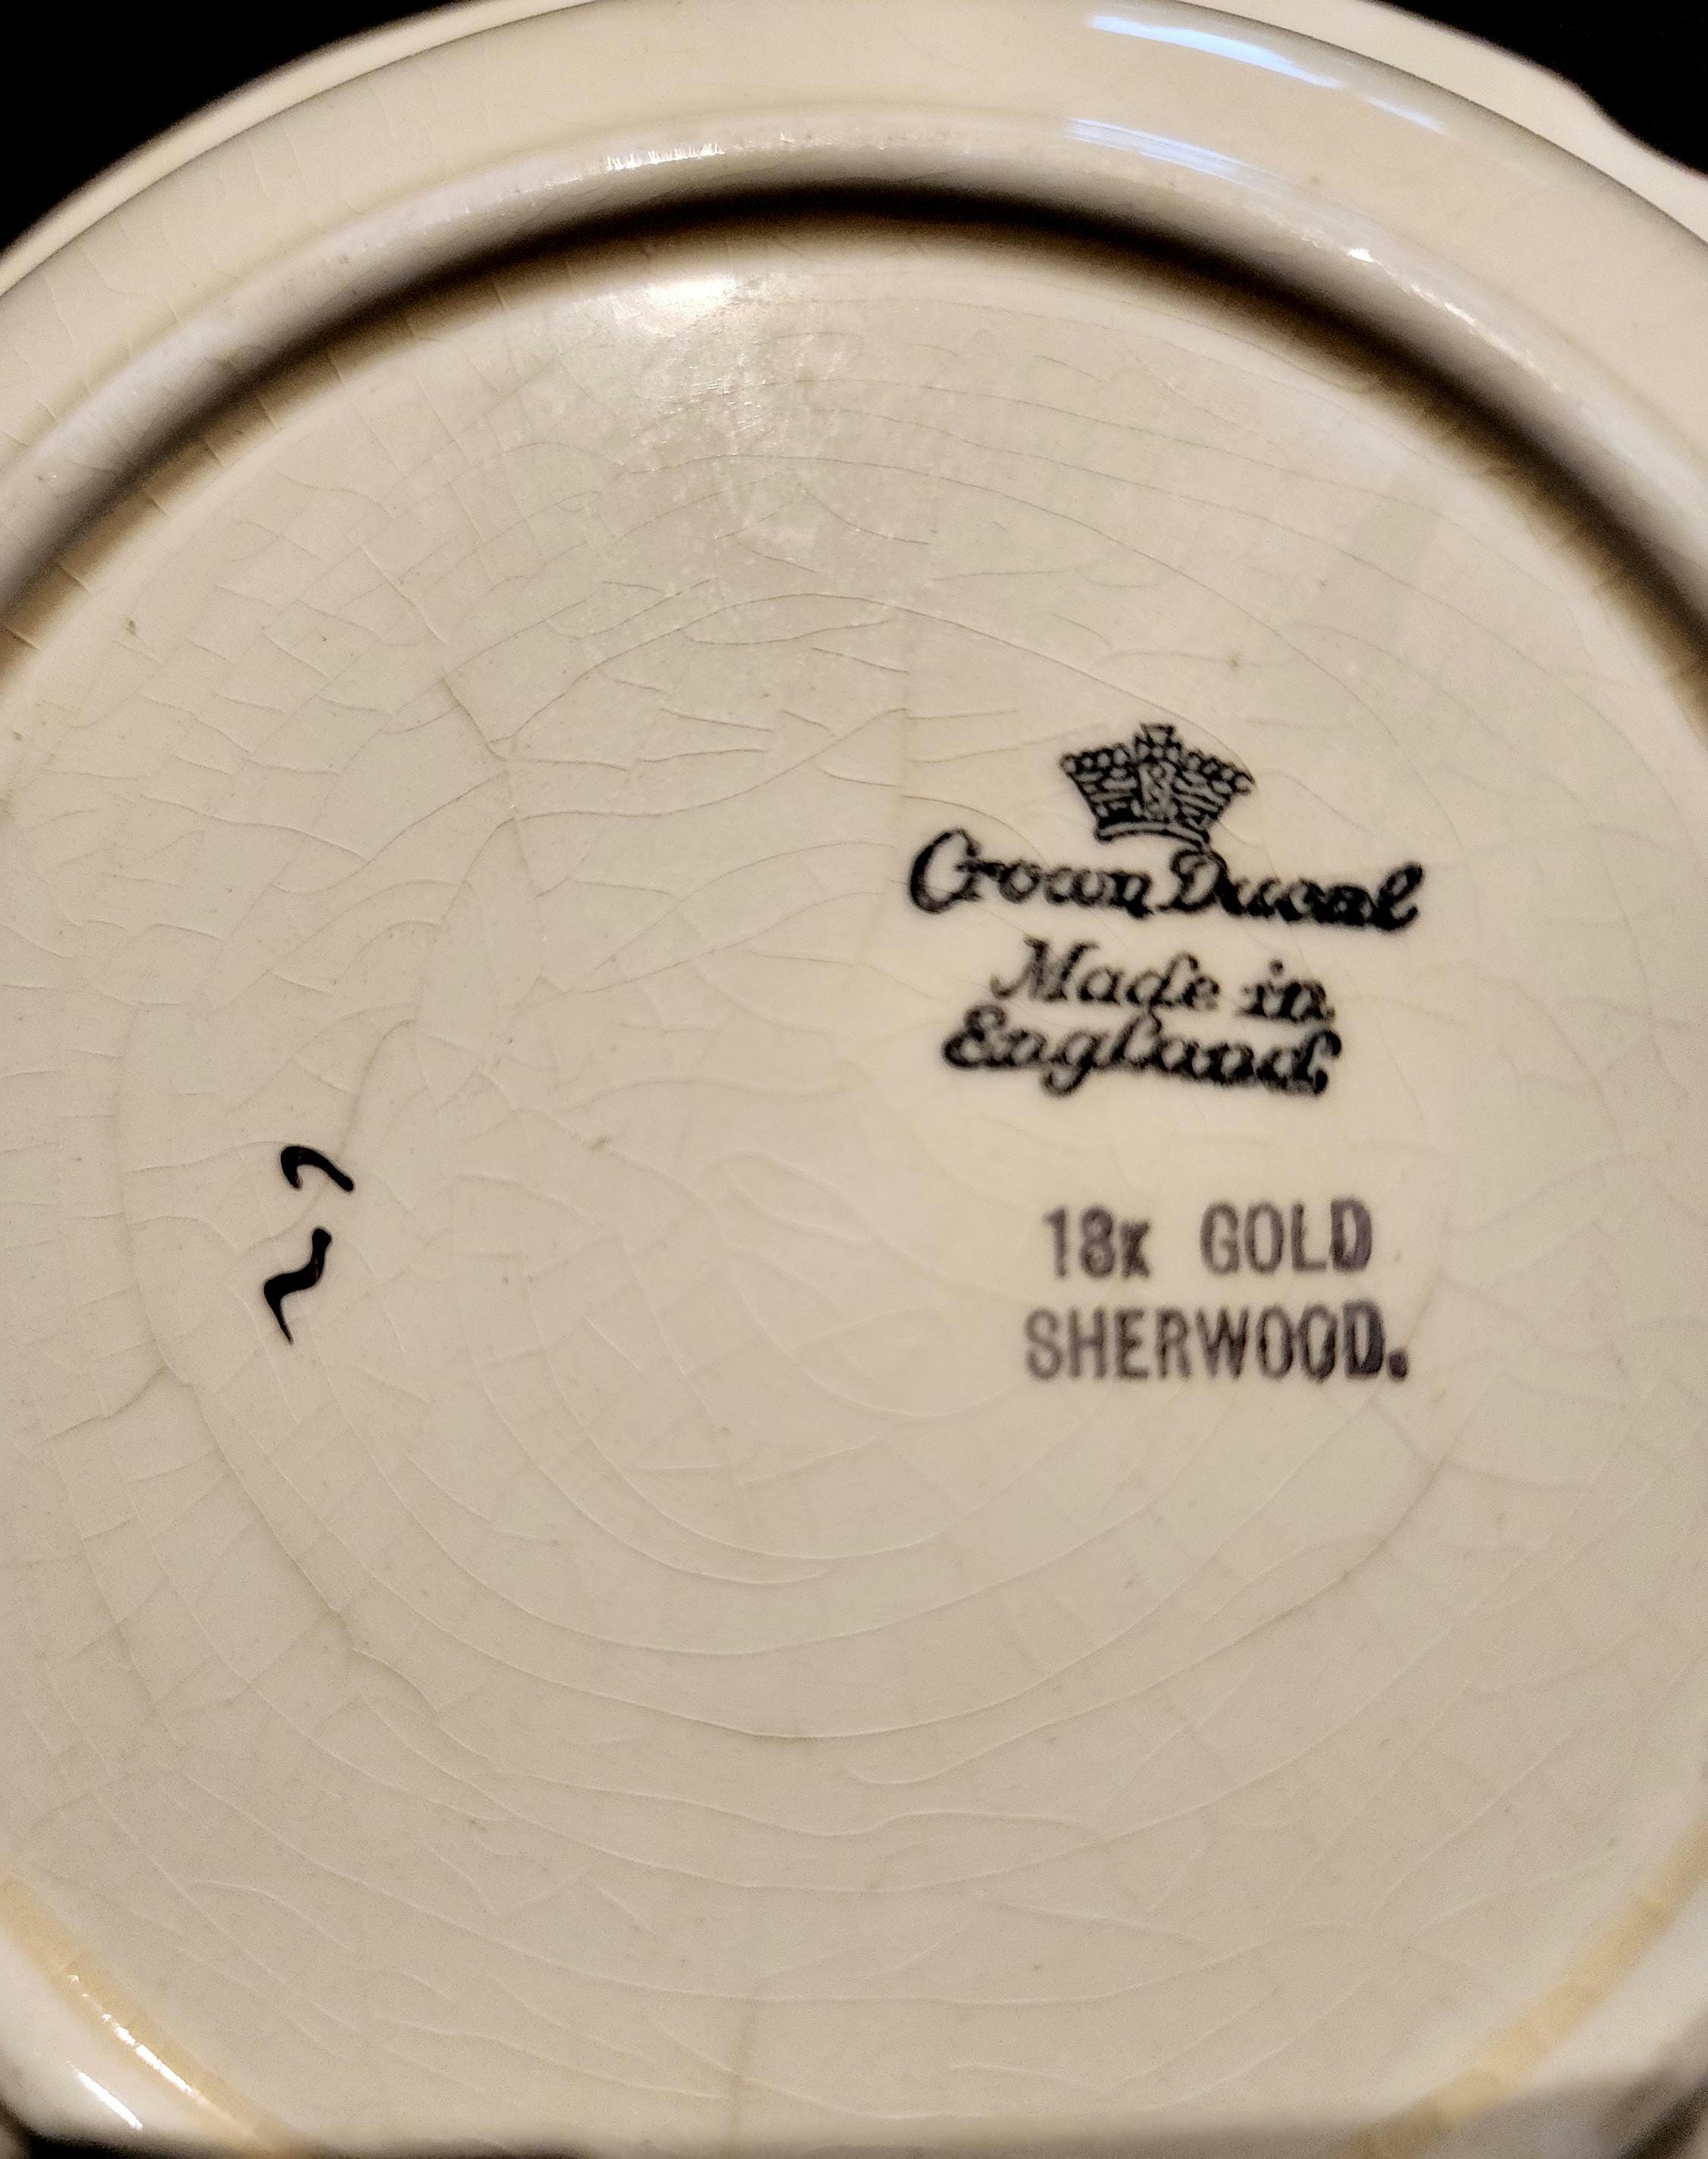 Crown Ducal
Made in
England
18K GOLD
SHERWOOD.